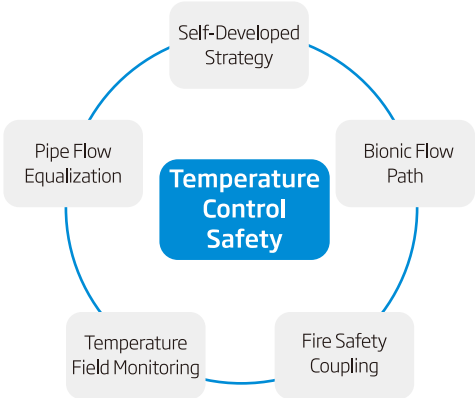 Self-Developed
Strategy
Pipe Flow
Equalization
Bionic Flow
Path
Temperature
Control
Safety
Temperature
Field Monitoring
Fire Safety
Coupling